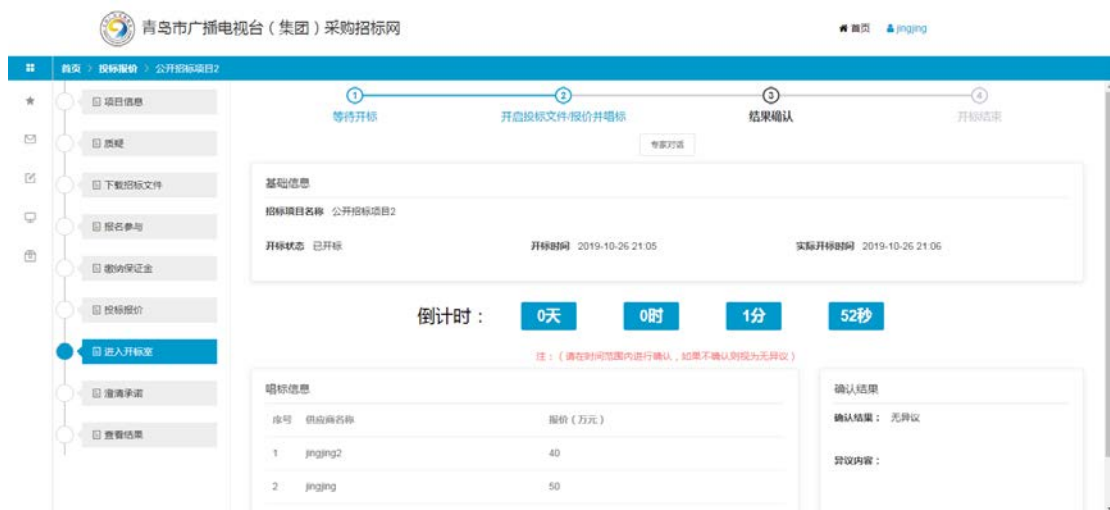 青岛市广播电视台（集团）采购招标网
首页 jingjing
首页 > 投标报价 > 公开招标项目2
项目信息
质疑
下载招标文件
报名参与
缴纳保证金
投标报价
进入开标室
澄清承诺
查看结果
1 2 3 4
等待开标 开启投标文件/报价并唱标 结果确认 开标结束
专家对话
基础信息
招标项目名称 公开招标项目2
开标状态 已开标 开标时间 2019-10-26 21:05 实际开标时间 2019-10-26 21:06
倒计时： 0天 0时 1分 52秒
注：（请在时间范围内进行确认，如果不确认则视为无异议）
唱标信息
序号 供应商名称 报价（万元）
1 jingjing2 40
2 jingjing 50
确认结果
确认结果： 无异议
异议内容：